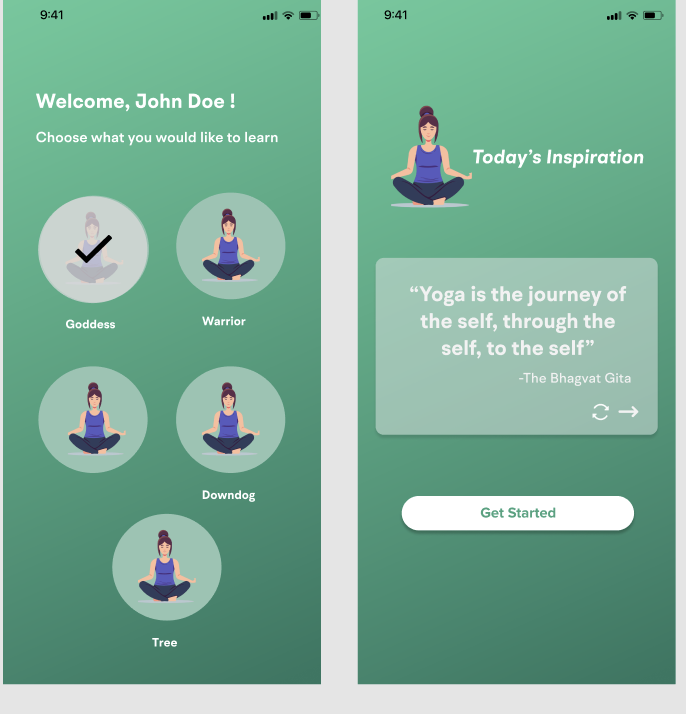 9:41
Welcome, John Doe !
Choose what you would like to learn
Goddess
Warrior
Downdog
Tree
9:41
Today's Inspiration
“Yoga is the journey of
the self, through the
self, to the self”
-The Bhagvat Gita
Get Started